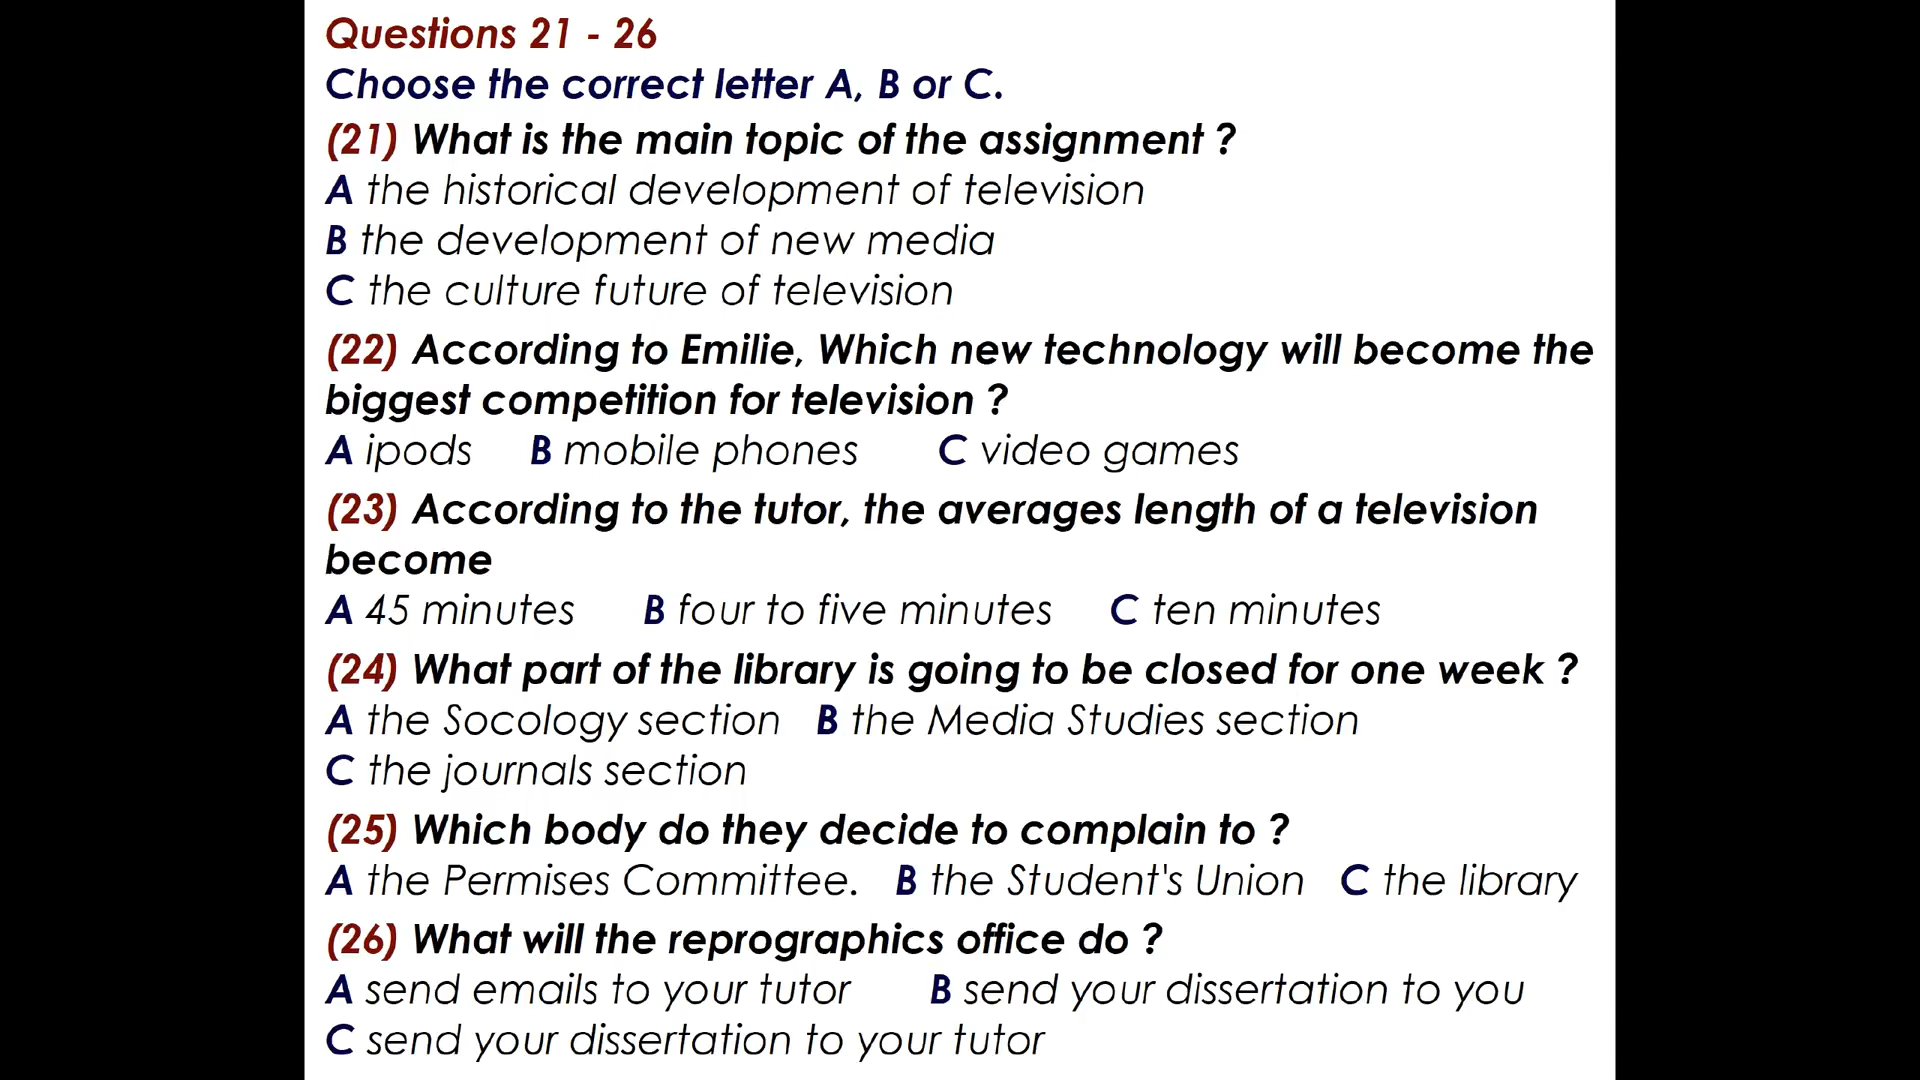 Questions 21 - 26
Choose the correct letter A, B or C.
(21) What is the main topic of the assignment ?
A the historical development of television
B the development of new media
C the culture future of television
(22) According to Emilie, Which new technology will become the
biggest competition for television ?
A ipods B mobile phones C video games
(23) According to the tutor, the averages length of a television
become
A 45 minutes B four to five minutes C ten minutes
(24) What part of the library is going to be closed for one week ?
A the Socology section B the Media Studies section
C the journals section
(25) Which body do they decide to complain to ?
A the Permises Committee. B the Student's Union C the library
(26) What will the reprographics office do ?
A send emails to your tutor B send your dissertation to you
C send your dissertation to your tutor